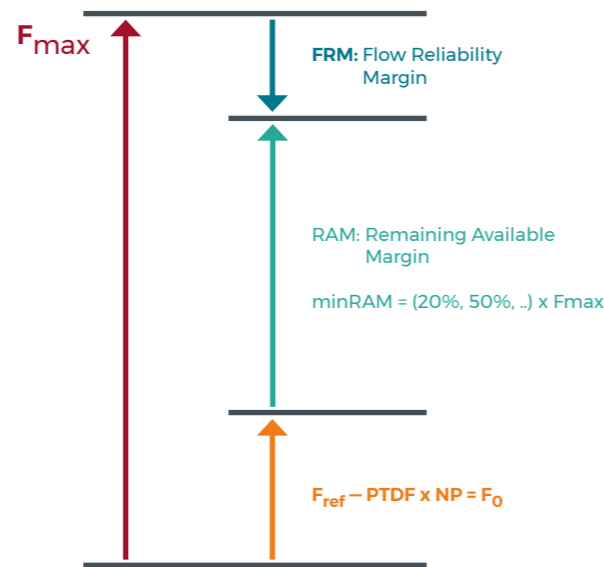 Fmax
FRM: Flow Reliability
Margin
RAM: Remaining Available
Margin
minRAM = (20%, 50%, ..) x Fmax
Fref – PTDF x NP = F0